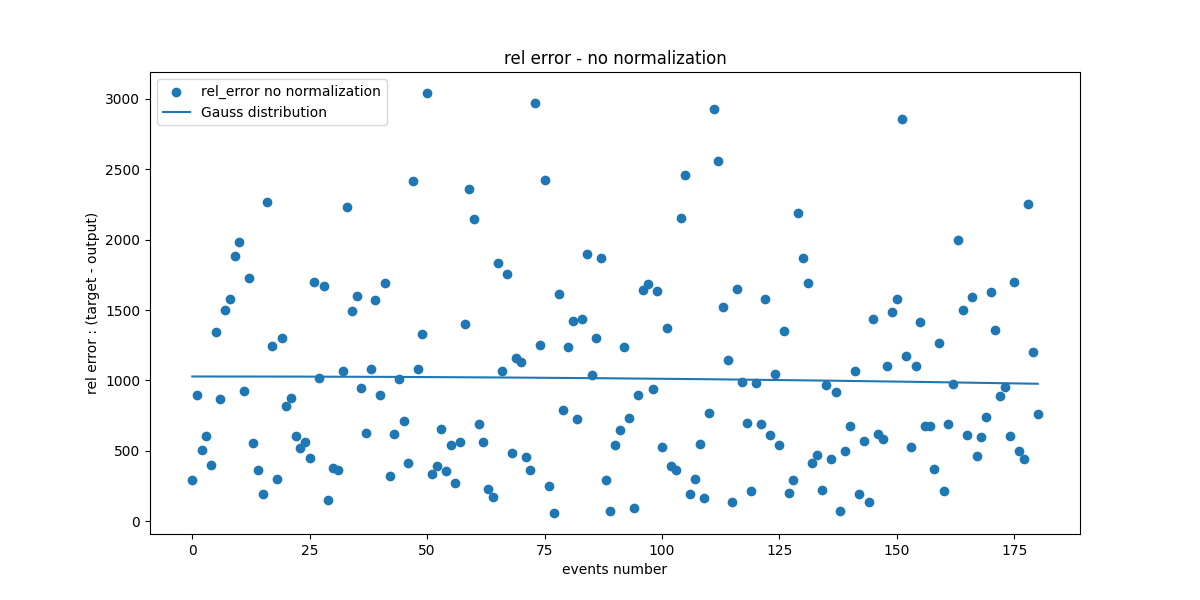 rel error - no normalization
rel_error no normalization
Gauss distribution
rel error : (target - output)
3000
2500
2000
1500
1000
500
0
0 25 50 75 100 125 150 175
events number